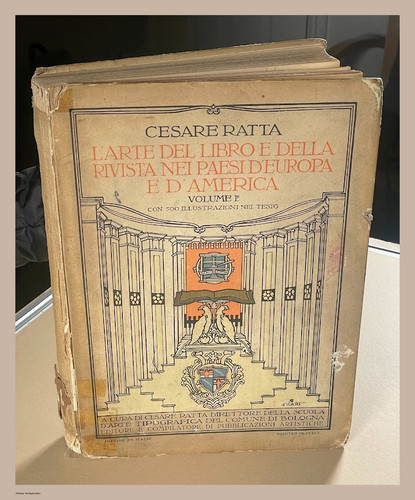 CESARE RATTA
L'ARTE DEL LIBRO E DELLA
RIVISTA NEI PAESI D'EUROPA
E D'AMERICA
VOLUME I°
CON 500 ILLUSTRAZIONI NEL TESTO
A CURA DI CESARE RATTA DIRETTORE DELLA SCUOLA
D'ARTE TIPOGRAFICA DEL COMUNE DI BOLOGNA
EDITORE E COMPILATORE DI PUBBLICAZIONI ARTISTICHE